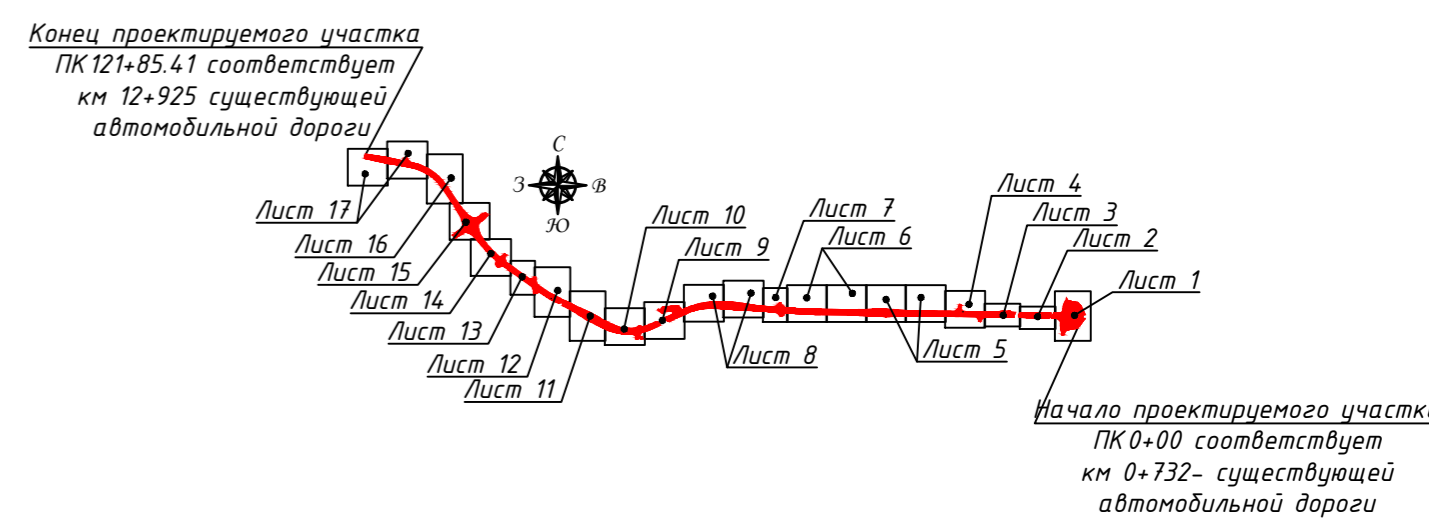 Конец проектируемого участка
ПК 121+85.41 соответствует
км 12+925 существующей
автомобильной дороги
С
З
В
Ю
Лист 17
Лист 16
Лист 15
Лист 14
Лист 13
Лист 12
Лист 11
Лист 10
Лист 9
Лист 8
Лист 7
Лист 6
Лист 5
Лист 4
Лист 3
Лист 2
Лист 1
Начало проектируемого участка
ПК 0+00 соответствует
км 0+732- существующей
автомобильной дороги